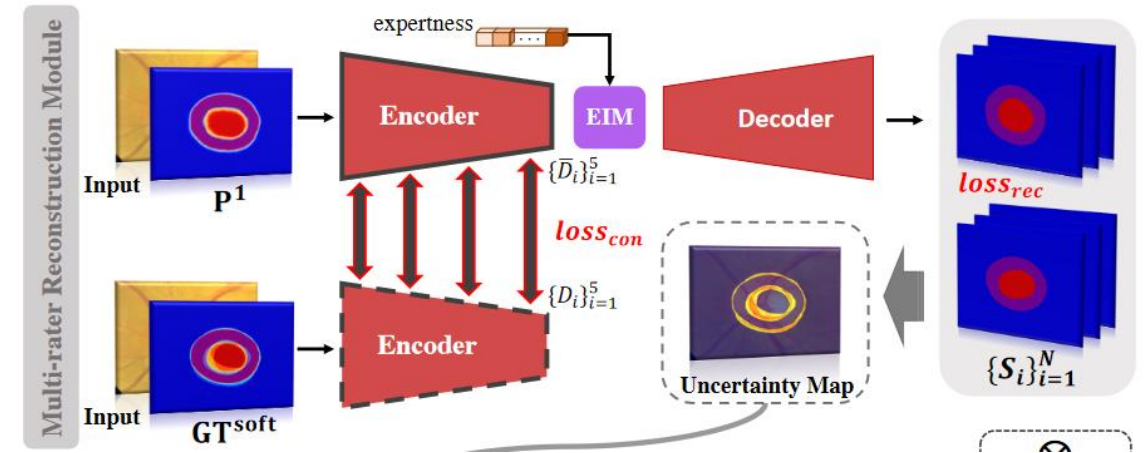 Multi-rater Reconstruction Module
expertness
Encoder
EIM
Decoder
Input
P¹
{D̅ᵢ}⁵ᵢ₌₁
loss_con
loss_rec
{Dᵢ}⁵ᵢ₌₁
Encoder
Input
GT^soft
Uncertainty Map
{Sᵢ}ᴺᵢ₌₁